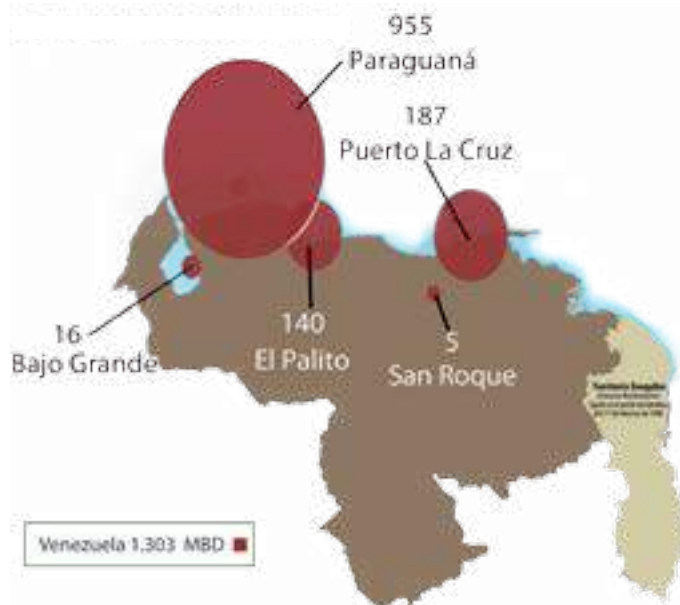 955
Paraguaná
187
Puerto La Cruz
16
Bajo Grande
140
El Palito
5
San Roque
Venezuela 1.303 MBD